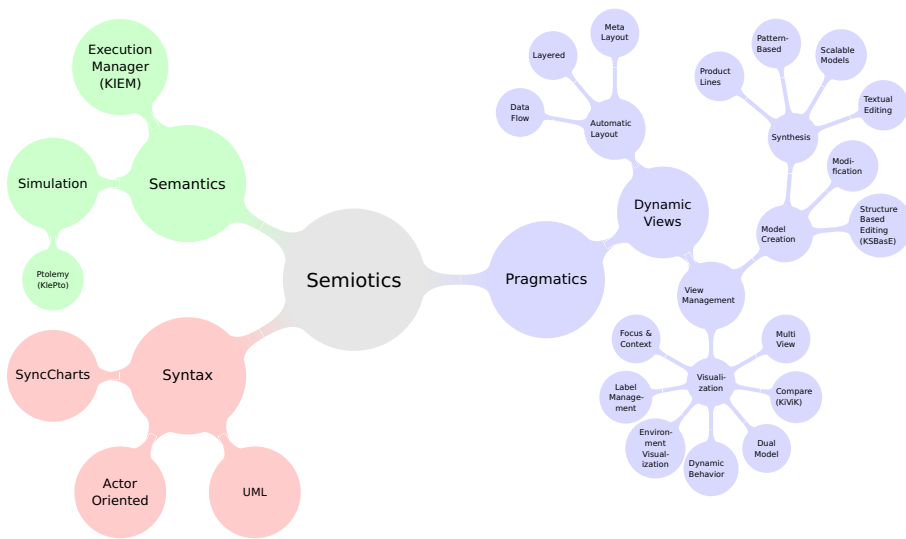 Execution
Manager
(KIEM)
Simulation
Semantics
Ptolemy
(KlePto)
Semiotics
SyncCharts
Syntax
Actor
Oriented
UML
Pragmatics
Dynamic
Views
Automatic
Layout
Data
Flow
Layered
Meta
Layout
View
Management
Model
Creation
Synthesis
Product
Lines
Pattern-
Based
Scalable
Models
Textual
Editing
Modi-
fication
Structure
Based
Editing
(KSBasE)
Visuali-
zation
Focus &
Context
Label
Manage-
ment
Environ-
ment
Visual-
ization
Dynamic
Behavior
Dual
Model
Compare
(KiViK)
Multi
View